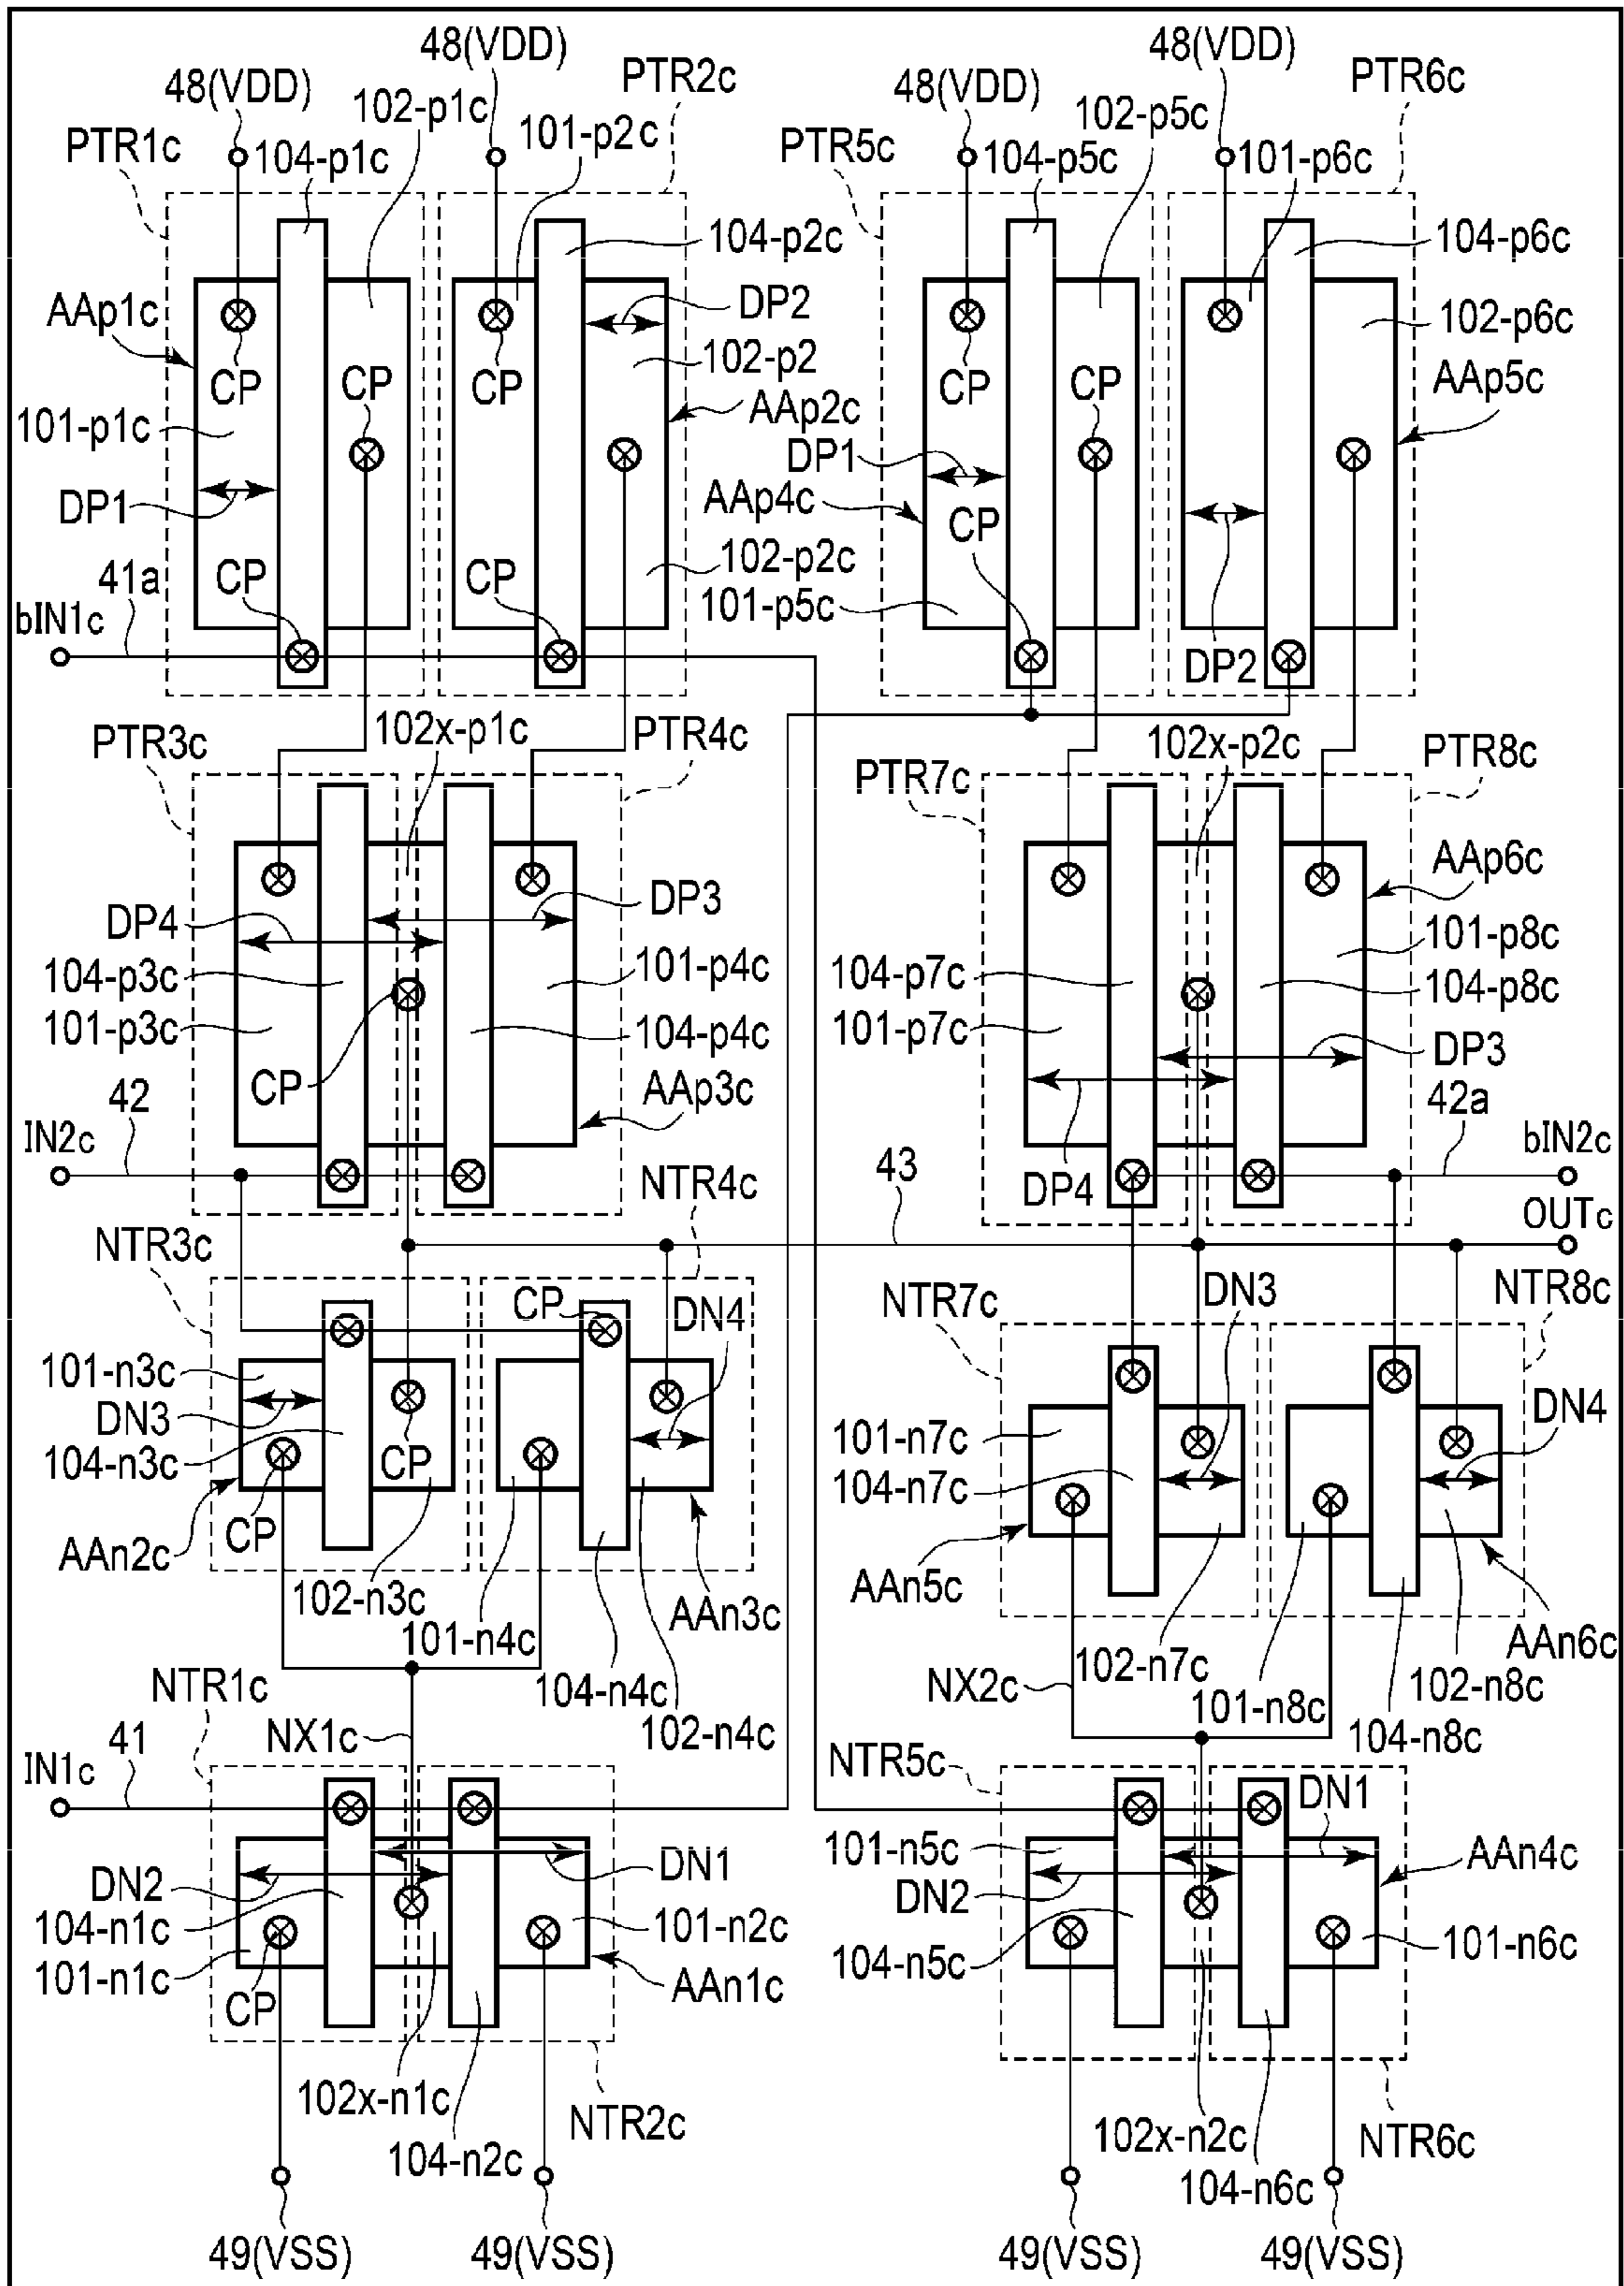 48(VDD)
48(VDD)
48(VDD)
48(VDD)
PTR1c
104-p1c
102-p1c
101-p2c
PTR2c
PTR5c
104-p5c
102-p5c
101-p6c
PTR6c
104-p2c
104-p6c
AAp1c
DP2
102-p6c
CP
CP
CP
102-p2
CP
CP
AAp5c
101-p1c
AAp2c
DP1
DP1
AAp4c
CP
102-p2c
41a
CP
CP
101-p5c
bIN1c
DP2
PTR3c
102x-p1c
PTR4c
PTR7c
102x-p2c
PTR8c
DP4
DP3
AAp6c
104-p3c
101-p4c
104-p7c
101-p8c
101-p3c
104-p4c
101-p7c
104-p8c
CP
AAp3c
DP3
42
42a
IN2c
NTR4c
43
DP4
bIN2c
OUTc
NTR3c
CP
DN4
NTR7c
DN3
NTR8c
101-n3c
DN3
101-n7c
DN4
104-n3c
CP
104-n7c
CP
AAn2c
102-n3c
101-n4c
AAn3c
AAn5c
AAn6c
NTR1c
104-n4c
102-n7c
NX2c
101-n8c
102-n8c
NX1c
102-n4c
104-n8c
IN1c
41
NTR5c
DN1
101-n5c
DN2
DN1
DN2
AAn4c
104-n1c
101-n2c
104-n5c
101-n6c
101-n1c
CP
AAn1c
102x-n1c
NTR2c
102x-n2c
NTR6c
104-n2c
104-n6c
49(VSS)
49(VSS)
49(VSS)
49(VSS)